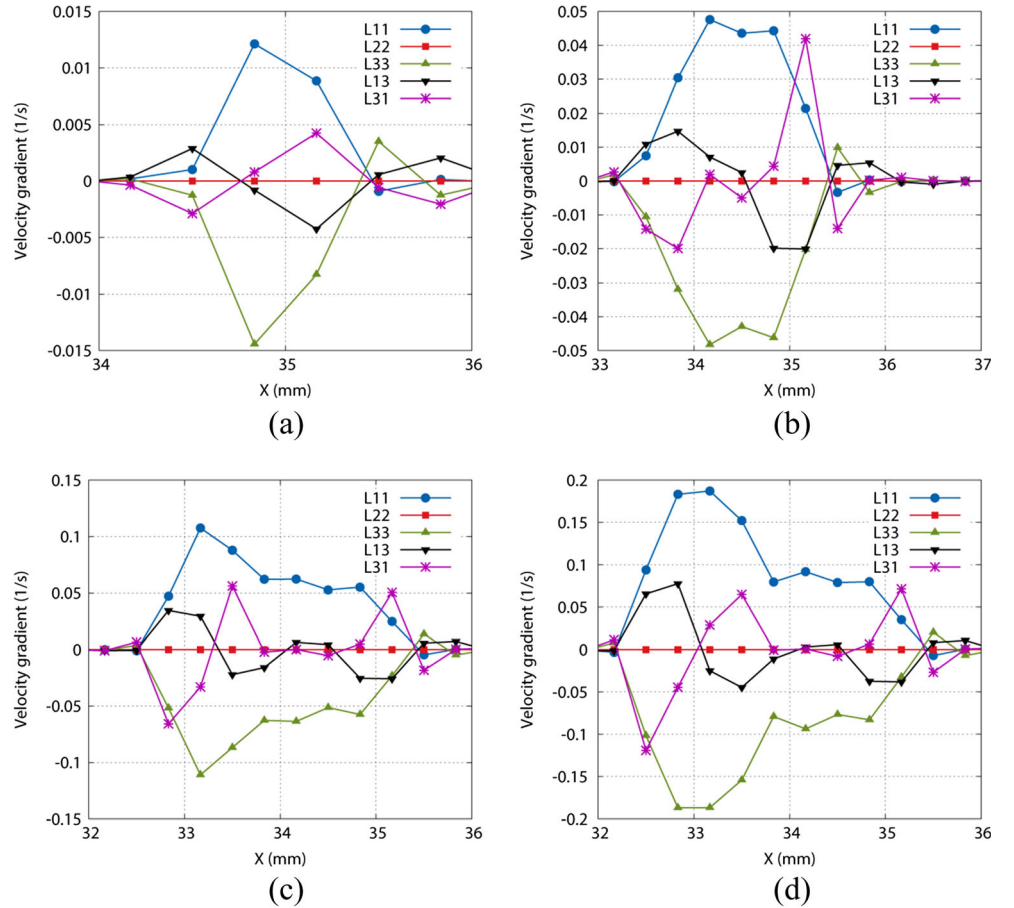 0.015
0.01
0.005
0
-0.005
-0.01
-0.015
34
35
36
X (mm)
Velocity gradient (1/s)
L11
L22
L33
L13
L31
(a)
0.05
0.04
0.03
0.02
0.01
0
-0.01
-0.02
-0.03
-0.04
-0.05
33
34
35
36
37
X (mm)
Velocity gradient (1/s)
L11
L22
L33
L13
L31
(b)
0.15
0.1
0.05
0
-0.05
-0.1
-0.15
32
33
34
35
36
X (mm)
Velocity gradient (1/s)
L11
L22
L33
L13
L31
(c)
0.2
0.15
0.1
0.05
0
-0.05
-0.1
-0.15
-0.2
32
33
34
35
36
X (mm)
Velocity gradient (1/s)
L11
L22
L33
L13
L31
(d)